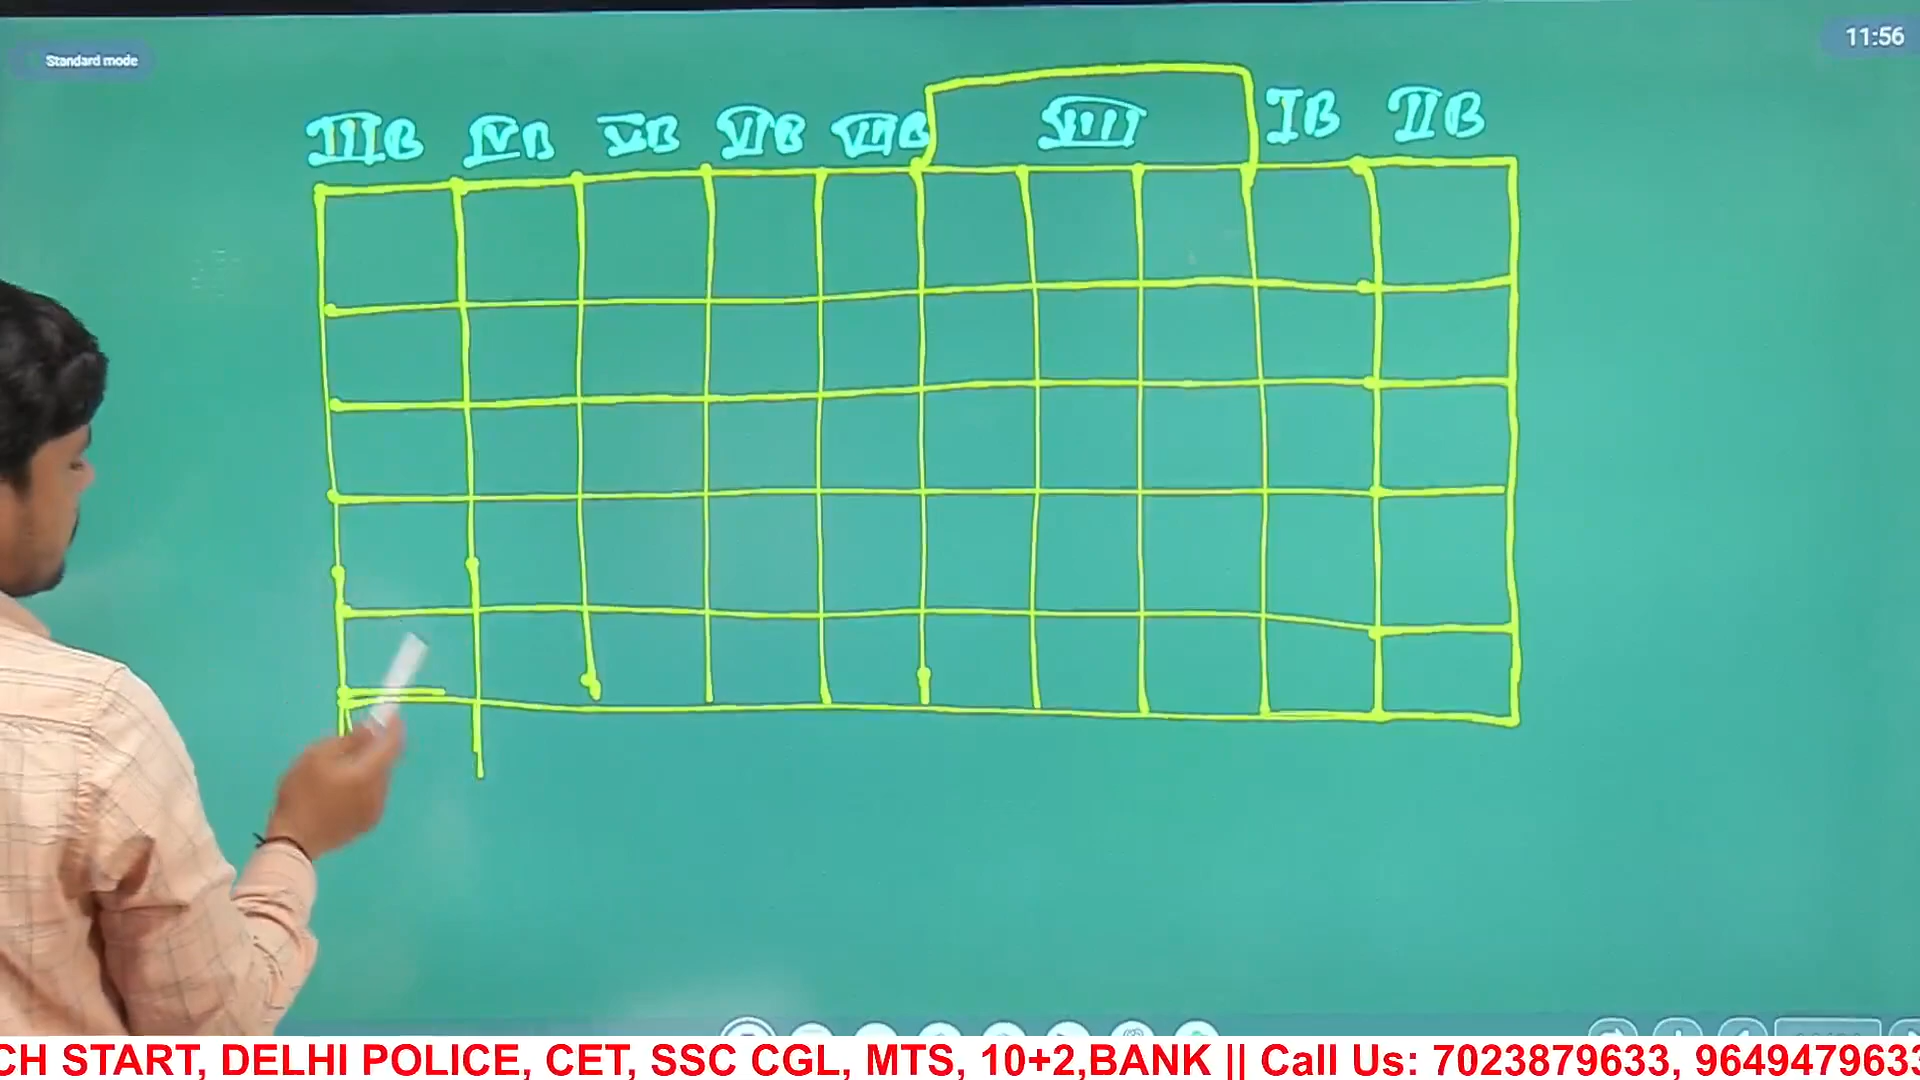 Standard mode
11:56
IIIB IVB VB VIB VIIB VIII IB IIB
CH START, DELHI POLICE, CET, SSC CGL, MTS, 10+2,BANK || Call Us: 7023879633, 9649479633